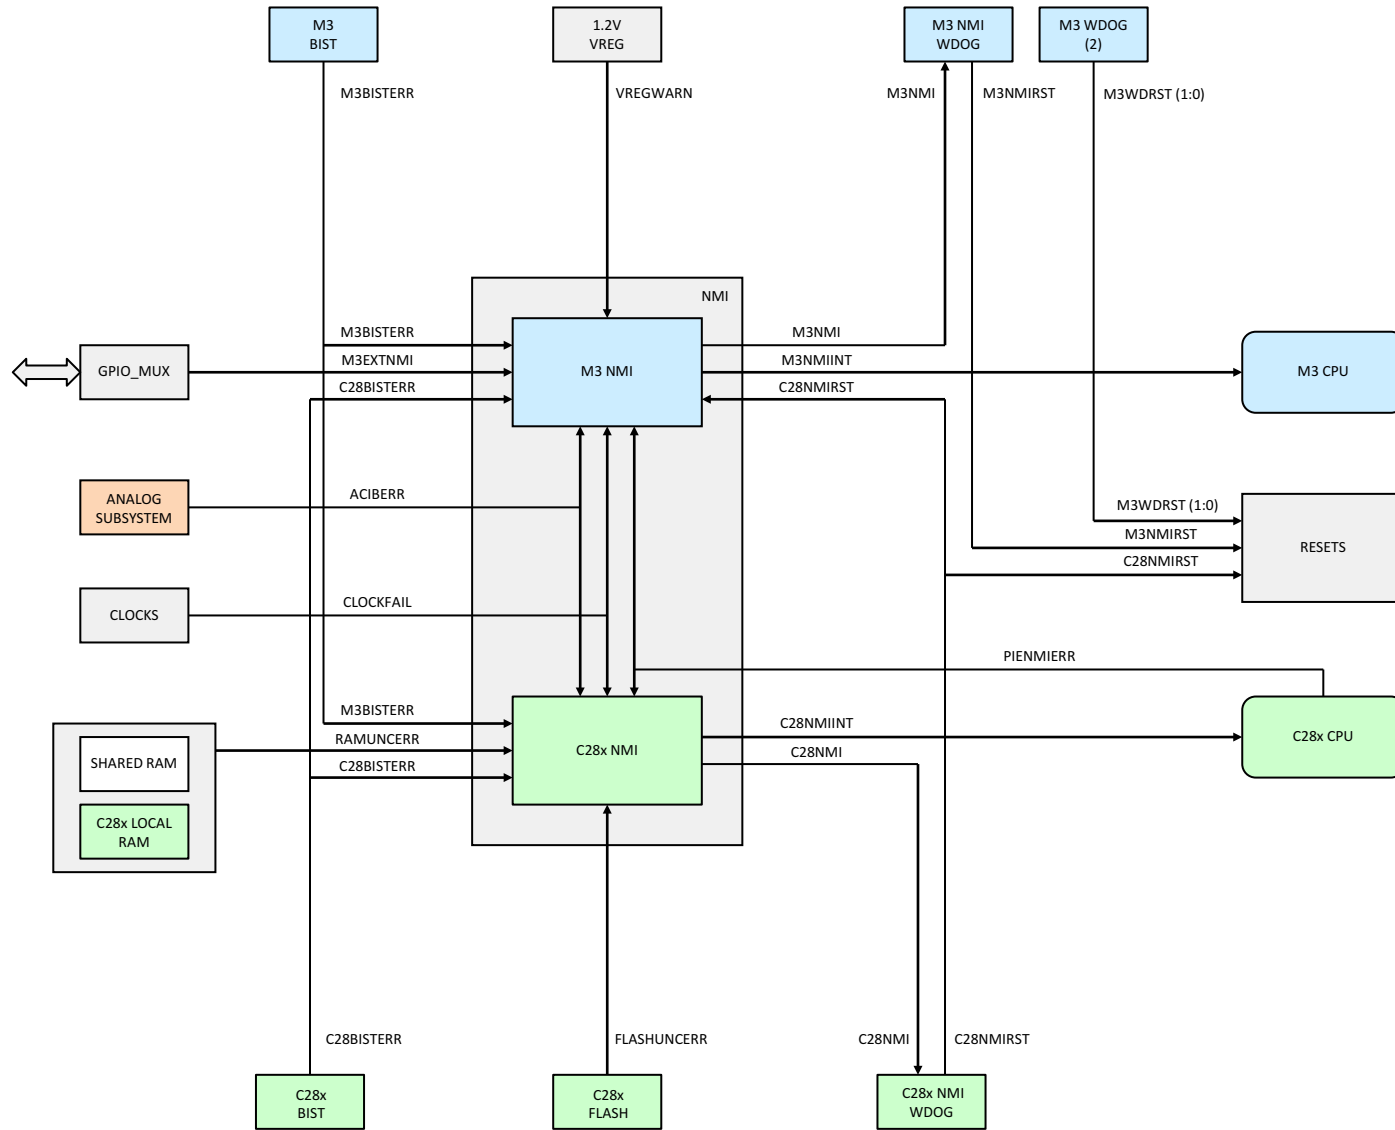 M3
BIST
1.2V
VREG
M3 NMI
WDOG
M3 WDOG
(2)
M3BISTERR
VREGWARN
M3NMI
M3NMIRST
M3WDRST (1:0)
NMI
M3BISTERR
M3NMI
GPIO_MUX
M3EXTNMI
M3 NMI
M3NMIINT
M3 CPU
C28BISTERR
C28NMIRST
ANALOG
SUBSYSTEM
ACIBERR
M3WDRST (1:0)
M3NMIRST
RESETS
C28NMIRST
CLOCKS
CLOCKFAIL
PIENMIERR
M3BISTERR
C28NMIINT
RAMUNCERR
C28x NMI
C28NMI
C28x CPU
SHARED RAM
C28BISTERR
C28x LOCAL
RAM
C28BISTERR
FLASHUNCERR
C28NMI
C28NMIRST
C28x
BIST
C28x
FLASH
C28x NMI
WDOG